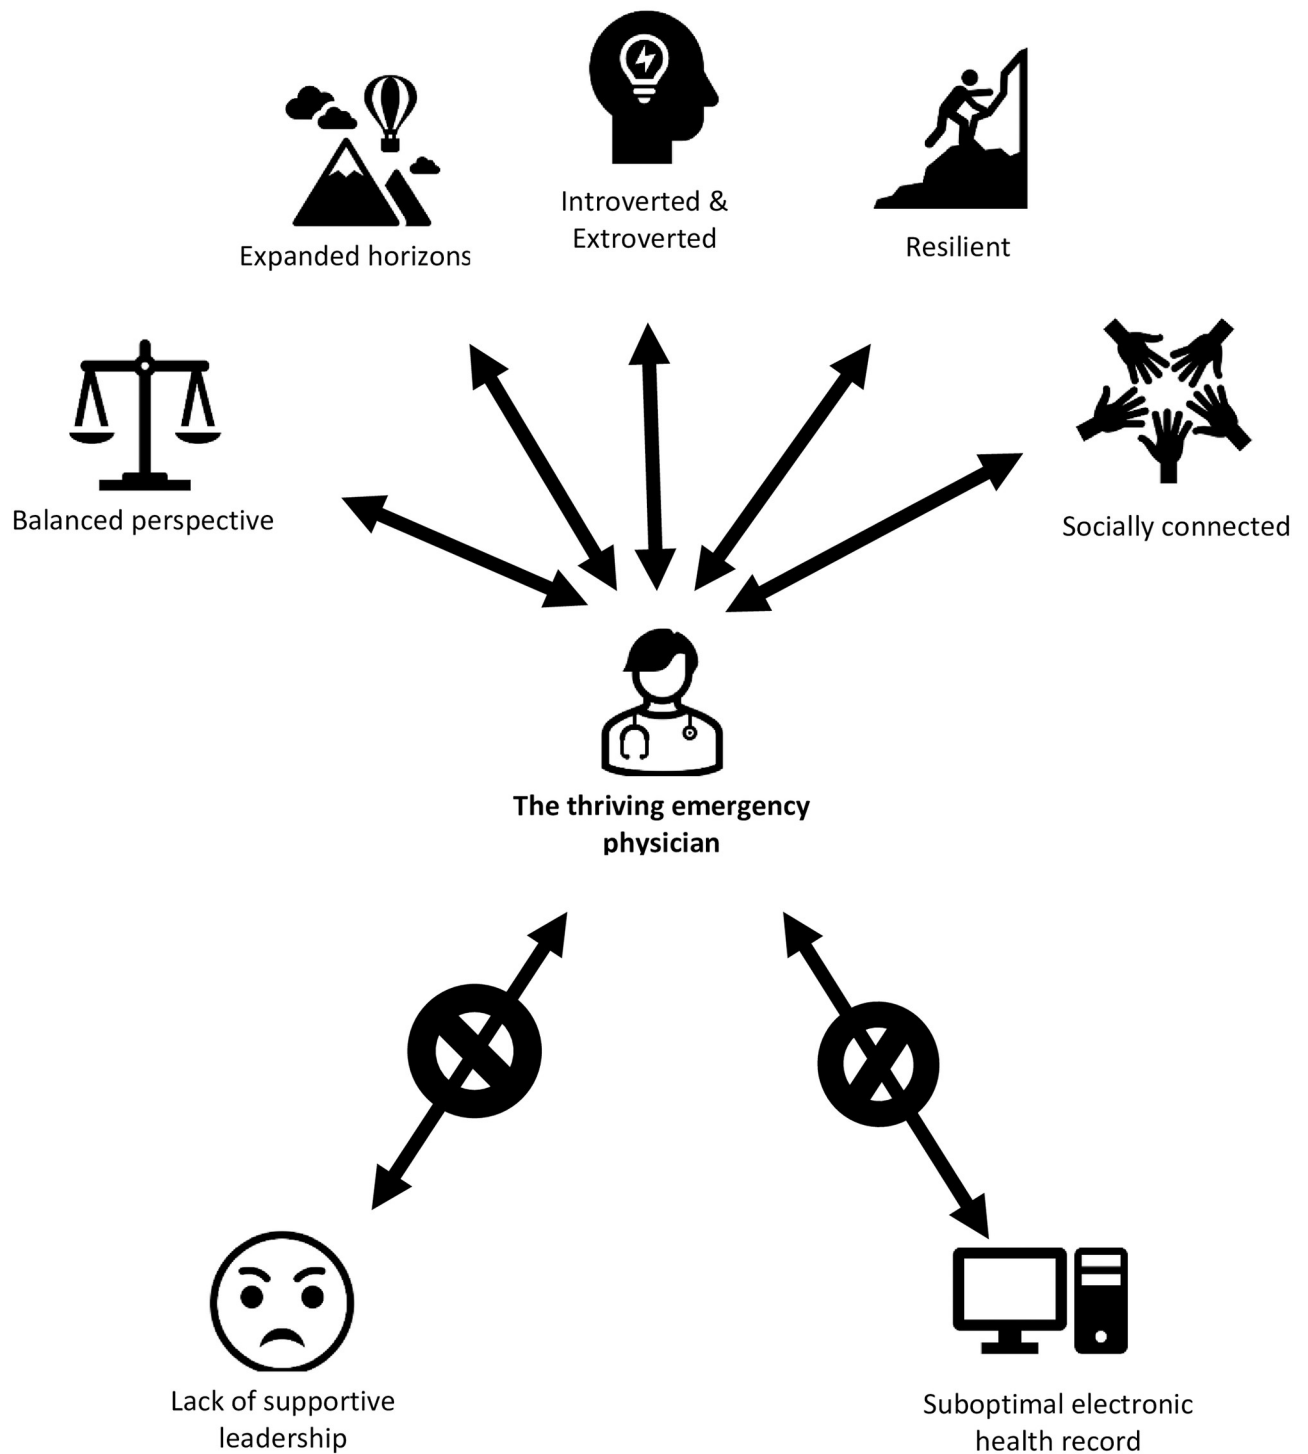 Introverted &
Extroverted
Expanded horizons
Resilient
Balanced perspective
Socially connected
The thriving emergency
physician
Lack of supportive
leadership
Suboptimal electronic
health record